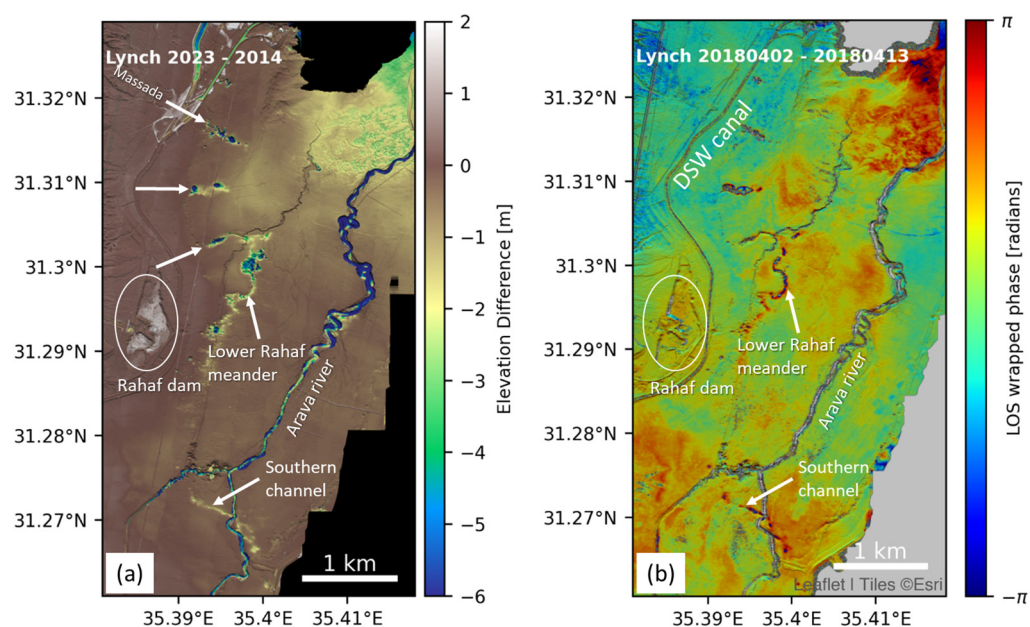 Lynch 2023 - 2014
Massada
Rahaf dam
Lower Rahaf
meander
Arava river
Southern
channel
1 km
(a)
31.32°N
31.31°N
31.3°N
31.29°N
31.28°N
31.27°N
35.39°E
35.4°E
35.41°E
2
1
0
−1
−2
−3
−4
−5
−6
Elevation Difference [m]
Lynch 20180402 - 20180413
DSW canal
Rahaf dam
Lower Rahaf
meander
Arava river
Southern
channel
1 km
Leaflet | Tiles ©Esri
(b)
31.32°N
31.31°N
31.3°N
31.29°N
31.28°N
31.27°N
35.39°E
35.4°E
35.41°E
π
−π
LOS wrapped phase [radians]